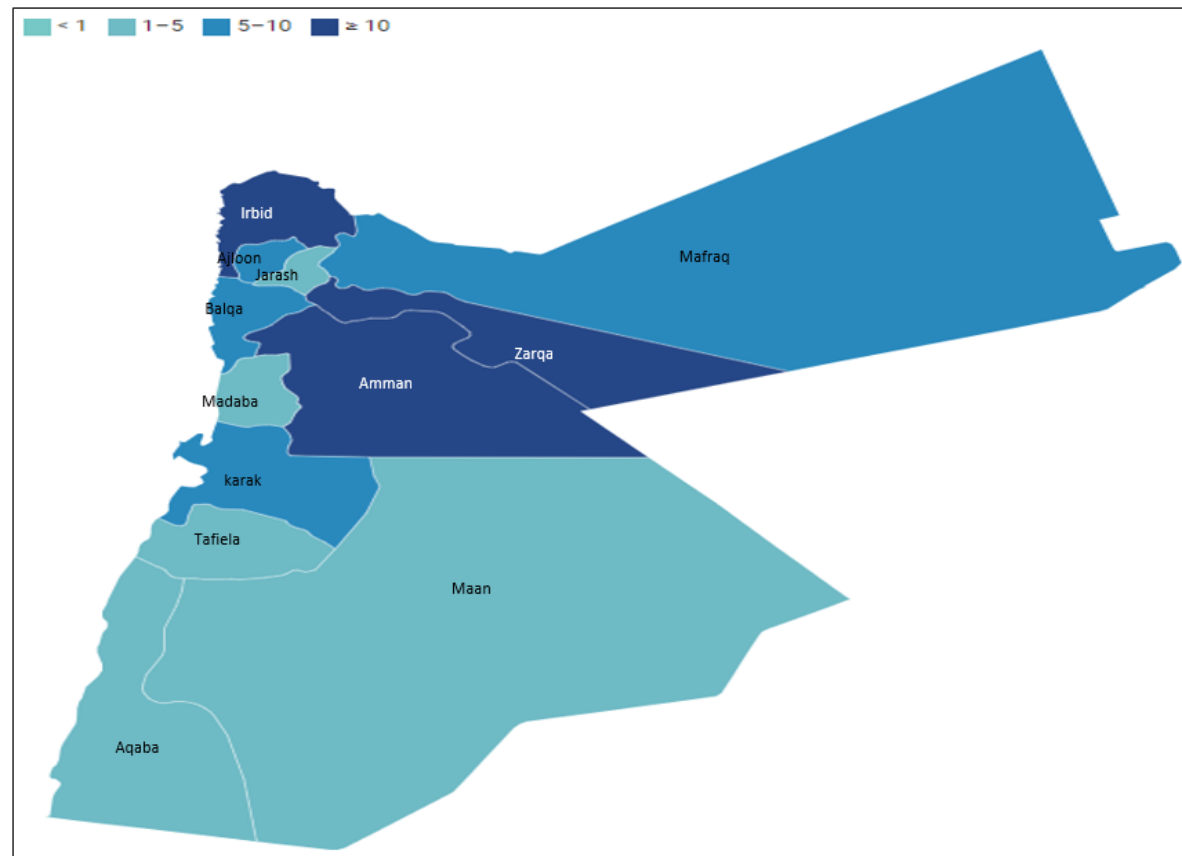 < 1 1-5 5-10 ≥ 10
Irbid
Ajloon
Jarash
Mafraq
Balqa
Zarqa
Amman
Madaba
karak
Tafiela
Maan
Aqaba